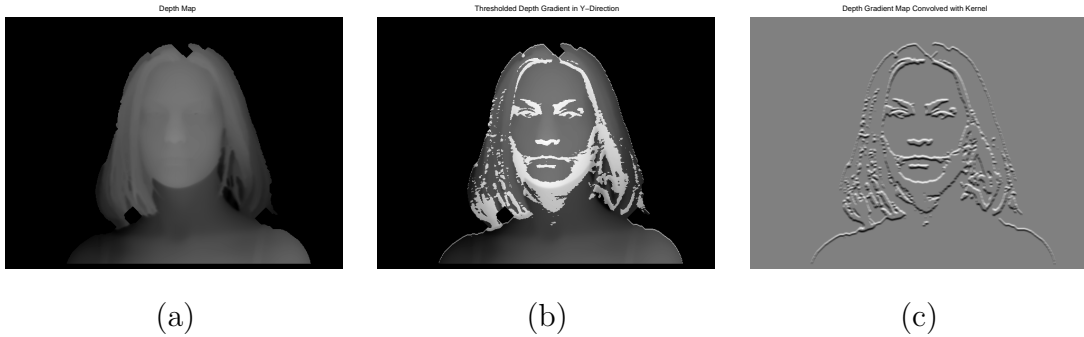 Depth Map
Thresholded Depth Gradient in Y-Direction
Depth Gradient Map Convolved with Kernel
(a)
(b)
(c)